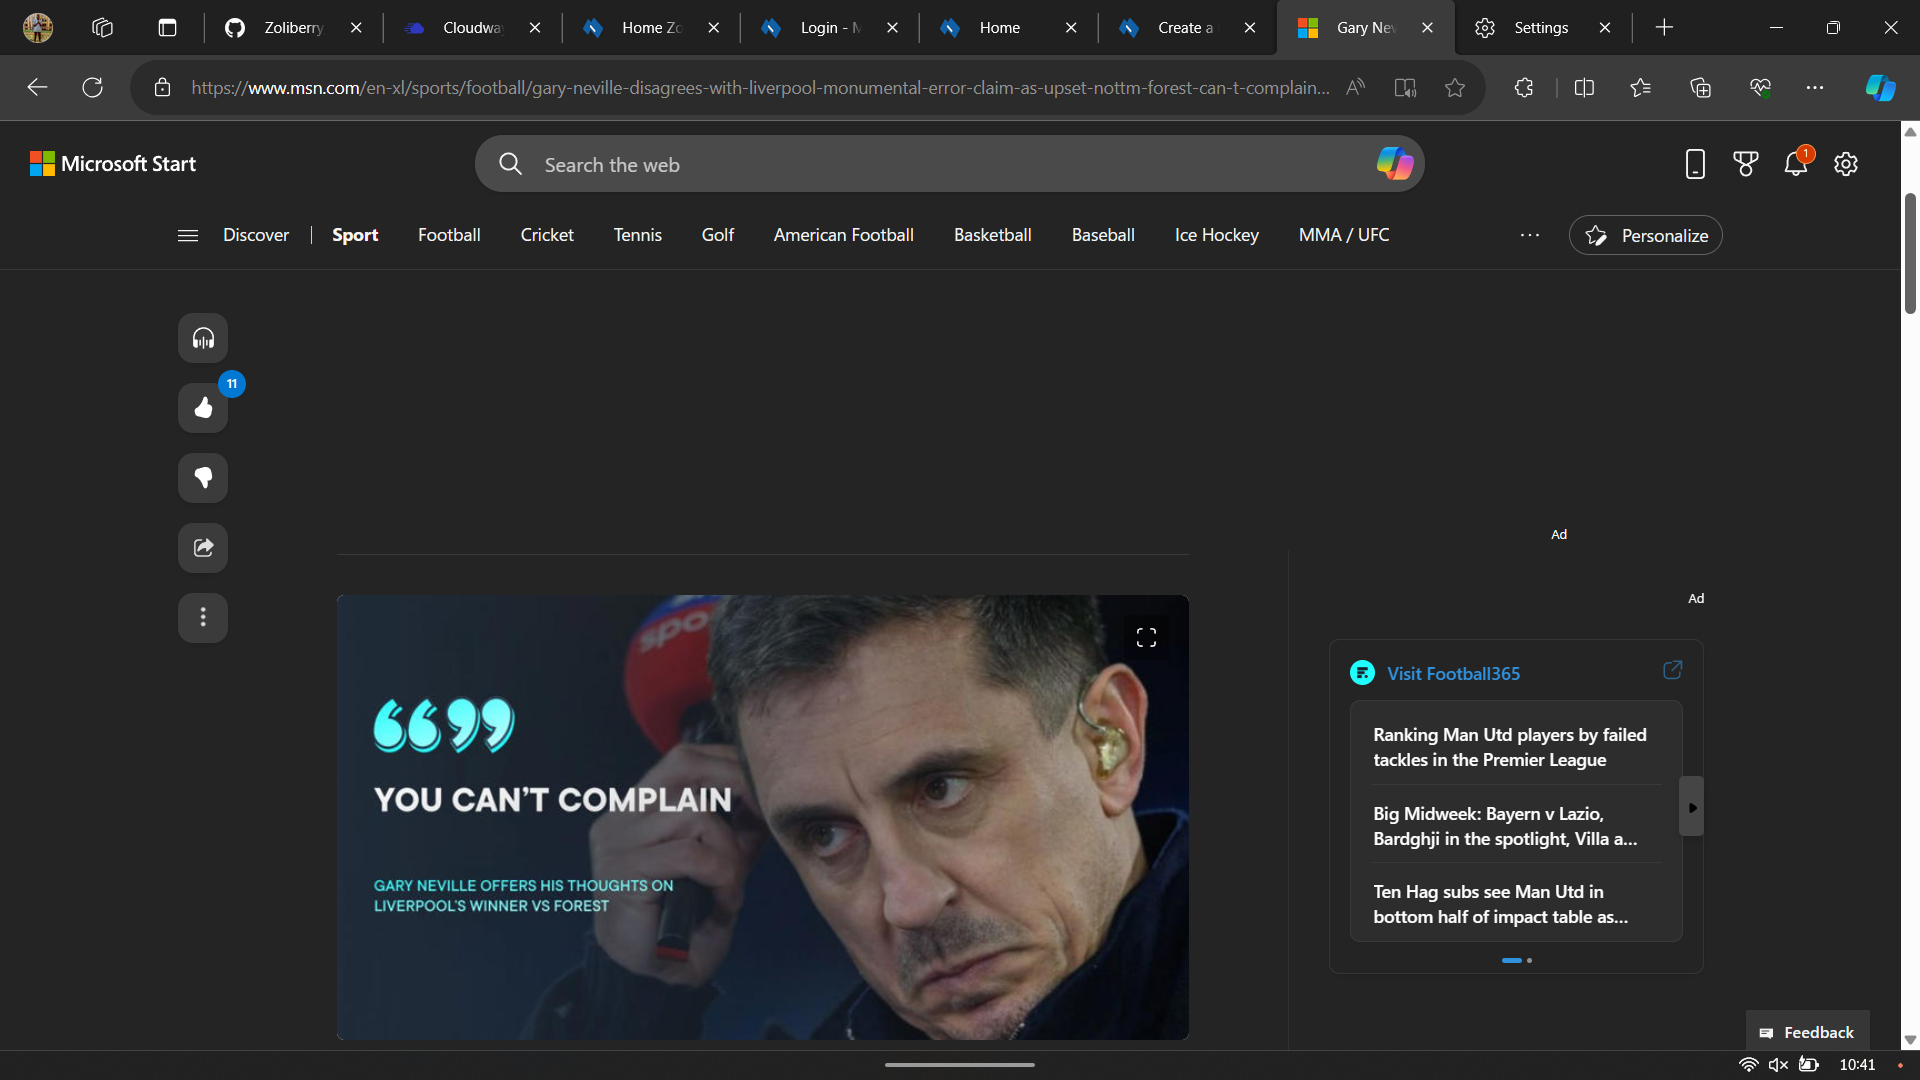 Zoliberry
Cloudwa
Home Zo
Login - M
Home
Create a
Gary Nev
Settings
https://www.msn.com/en-xl/sports/football/gary-neville-disagrees-with-liverpool-monumental-error-claim-as-upset-nottm-forest-can-t-complain...
Microsoft Start
Search the web
1
Discover
Sport
Football
Cricket
Tennis
Golf
American Football
Basketball
Baseball
Ice Hockey
MMA / UFC
Personalize
11
Ad
Ad
spo
YOU CAN'T COMPLAIN
GARY NEVILLE OFFERS HIS THOUGHTS ON
LIVERPOOL'S WINNER VS FOREST
Visit Football365
Ranking Man Utd players by failed
tackles in the Premier League
Big Midweek: Bayern v Lazio,
Bardghji in the spotlight, Villa a...
Ten Hag subs see Man Utd in
bottom half of impact table as...
Feedback
10:41